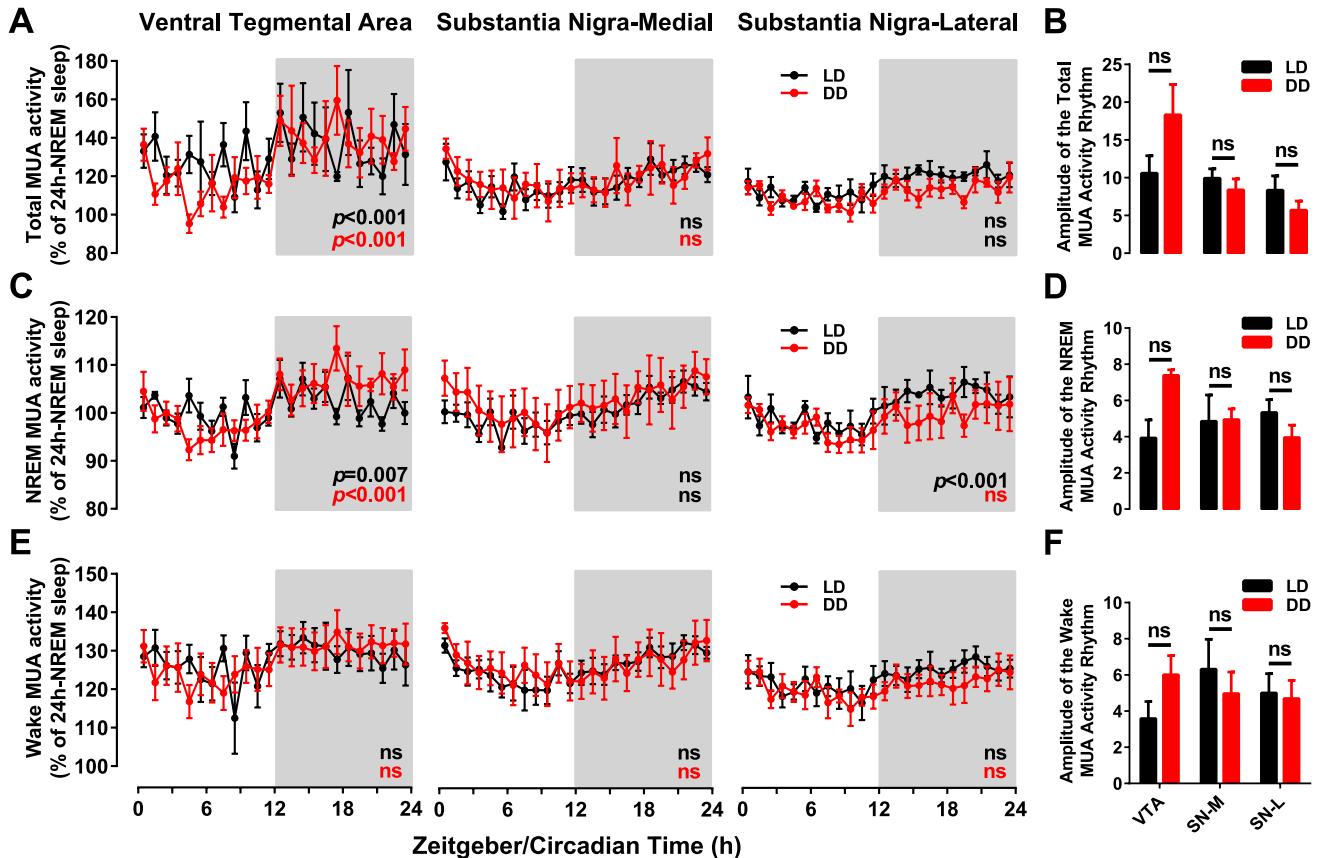 A
Ventral Tegmental Area
Substantia Nigra-Medial
Substantia Nigra-Lateral
B
Total MUA activity
(% of 24h-NREM sleep)
180
160
140
120
100
80
p<0.001
p<0.001
ns
ns
LD
DD
ns
ns
Amplitude of the Total
MUA Activity Rhythm
25
20
15
10
5
0
ns
ns
ns
LD
DD
C
NREM MUA activity
(% of 24h-NREM sleep)
120
110
100
90
80
p=0.007
p<0.001
ns
ns
LD
DD
p<0.001
ns
D
Amplitude of the NREM
MUA Activity Rhythm
10
8
6
4
2
0
ns
ns
ns
LD
DD
E
Wake MUA activity
(% of 24h-NREM sleep)
150
140
130
120
110
100
ns
ns
ns
ns
LD
DD
ns
ns
0 6 12 18 24
0 6 12 18 24
0 6 12 18 24
Zeitgeber/Circadian Time (h)
F
Amplitude of the Wake
MUA Activity Rhythm
10
8
6
4
2
0
ns
ns
ns
LD
DD
VTA
SN-M
SN-L